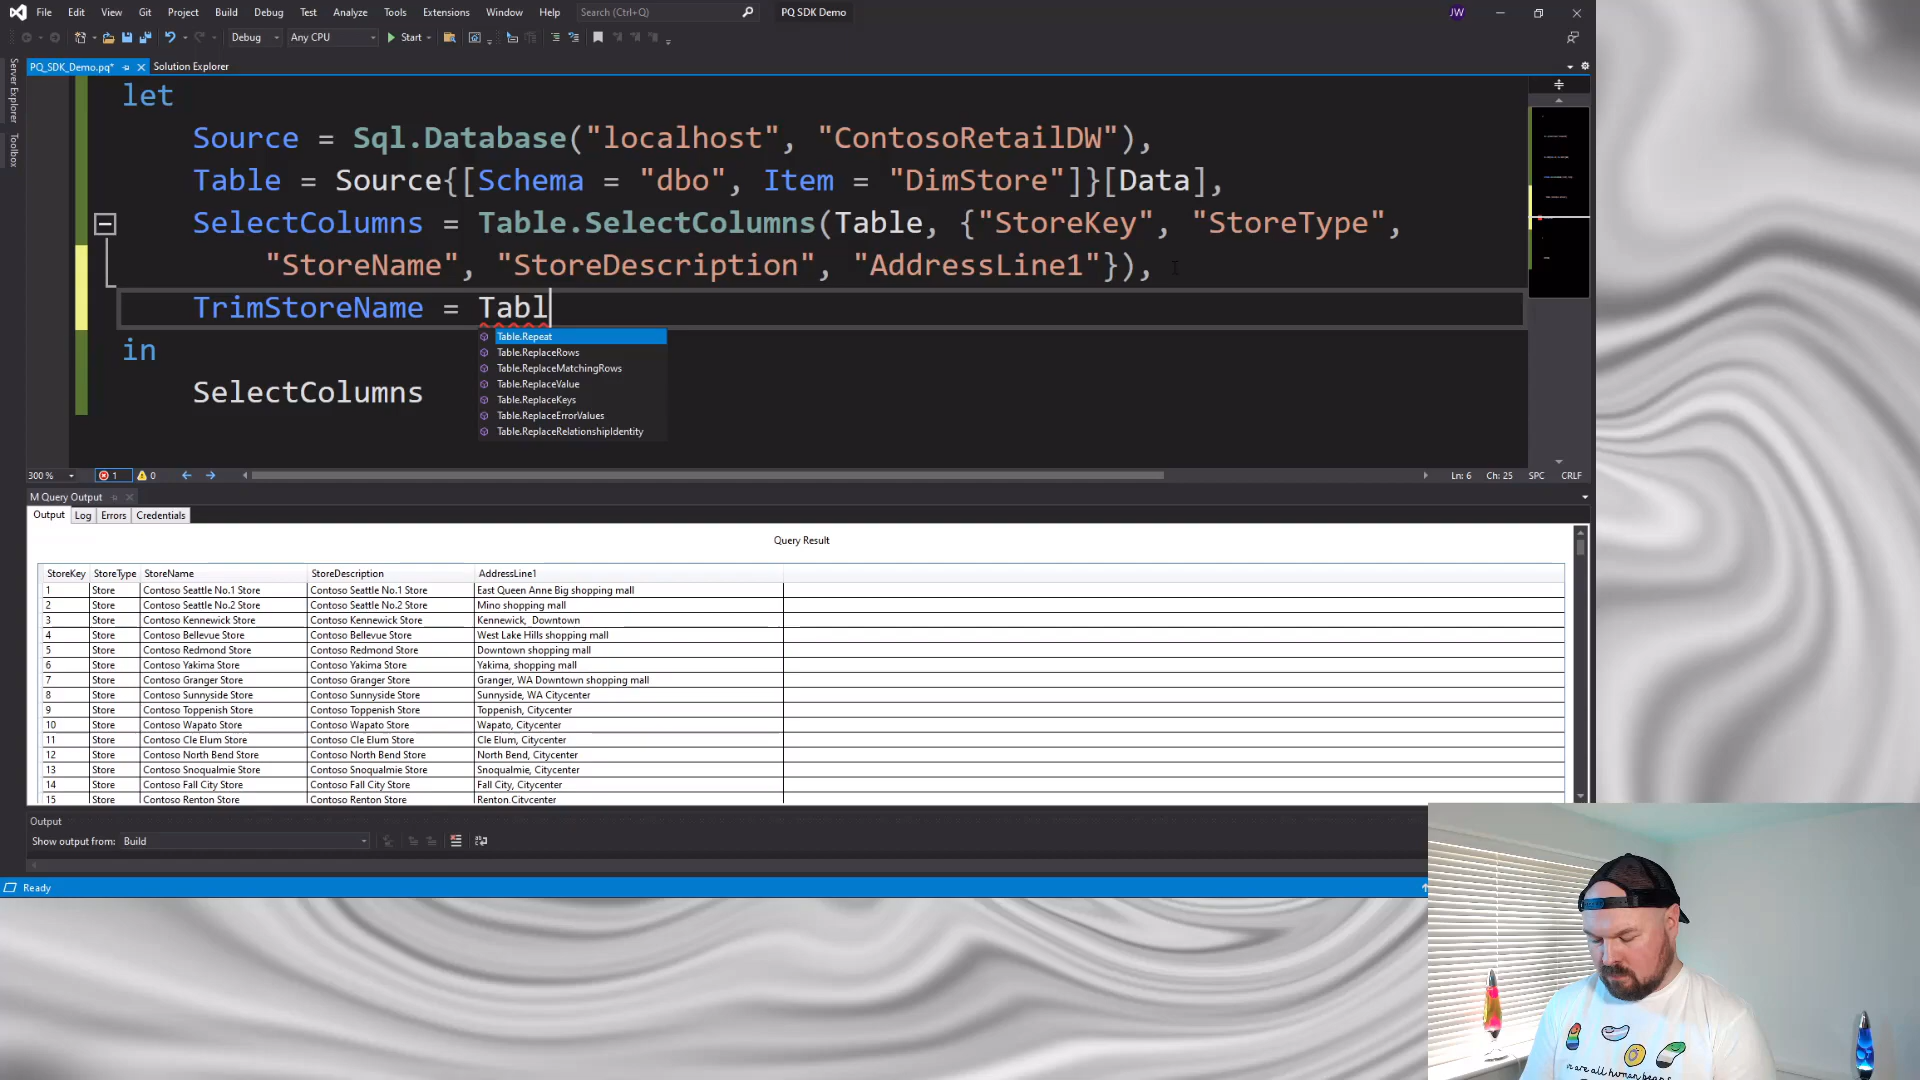 File Edit View Git Project Build Debug Test Analyze Tools Extensions Window Help Search (Ctrl+Q) PQ SDK Demo JW
Debug Any CPU Start
PQ_SDK_Demo.pq* Solution Explorer
Server Explorer
Toolbox
let
Source = Sql.Database("localhost", "ContosoRetailDW"),
Table = Source{[Schema = "dbo", Item = "DimStore"]}[Data],
SelectColumns = Table.SelectColumns(Table, {"StoreKey", "StoreType",
"StoreName", "StoreDescription", "AddressLine1"}),
TrimStoreName = Tabl
Table.Repeat
Table.ReplaceRows
Table.ReplaceMatchingRows
Table.ReplaceValue
Table.ReplaceKeys
Table.ReplaceErrorValues
Table.ReplaceRelationshipIdentity
in
SelectColumns
300 % 1 0 Ln: 6 Ch: 25 SPC CRLF
M Query Output
Output Log Errors Credentials
Query Result
StoreKey StoreType StoreName StoreDescription AddressLine1
1 Store Contoso Seattle No.1 Store Contoso Seattle No.1 Store East Queen Anne Big shopping mall
2 Store Contoso Seattle No.2 Store Contoso Seattle No.2 Store Mino shopping mall
3 Store Contoso Kennewick Store Contoso Kennewick Store Kennewick, Downtown
4 Store Contoso Bellevue Store Contoso Bellevue Store West Lake Hills shopping mall
5 Store Contoso Redmond Store Contoso Redmond Store Downtown shopping mall
6 Store Contoso Yakima Store Contoso Yakima Store Yakima, shopping mall
7 Store Contoso Granger Store Contoso Granger Store Granger, WA Downtown shopping mall
8 Store Contoso Sunnyside Store Contoso Sunnyside Store Sunnyside, WA Citycenter
9 Store Contoso Toppenish Store Contoso Toppenish Store Toppenish, Citycenter
10 Store Contoso Wapato Store Contoso Wapato Store Wapato, Citycenter
11 Store Contoso Cle Elum Store Contoso Cle Elum Store Cle Elum, Citycenter
12 Store Contoso North Bend Store Contoso North Bend Store North Bend, Citycenter
13 Store Contoso Snoqualmie Store Contoso Snoqualmie Store Snoqualmie, Citycenter
14 Store Contoso Fall City Store Contoso Fall City Store Fall City, Citycenter
15 Store Contoso Renton Store Contoso Renton Store Renton,Citycenter
Output
Show output from: Build
Ready
we are all human beans